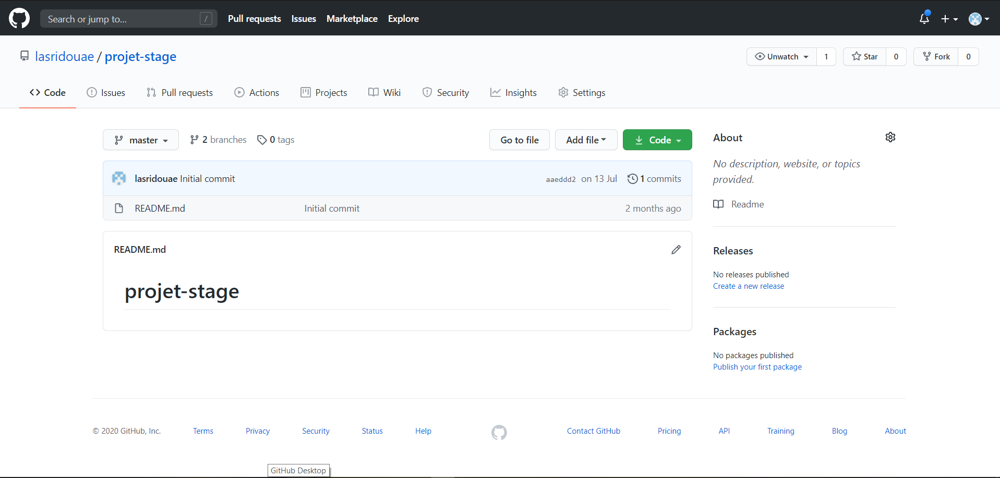 Search or jump to... / Pull requests Issues Marketplace Explore
lasridouae / projet-stage Unwatch 1 Star 0 Fork 0
Code Issues Pull requests Actions Projects Wiki Security Insights Settings
master 2 branches 0 tags Go to file Add file Code
About
No description, website, or topics
provided.
Readme
lasridouae Initial commit aaeddd2 on 13 Jul 1 commits
README.md Initial commit 2 months ago
README.md
projet-stage
Releases
No releases published
Create a new release
Packages
No packages published
Publish your first package
© 2020 GitHub, Inc. Terms Privacy Security Status Help Contact GitHub Pricing API Training Blog About
GitHub Desktop